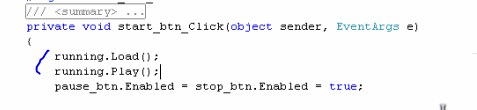 /// <summary> ...
private void start_btn_Click(object sender, EventArgs e)
{
running.Load();
running.Play();
pause_btn.Enabled = stop_btn.Enabled = true;